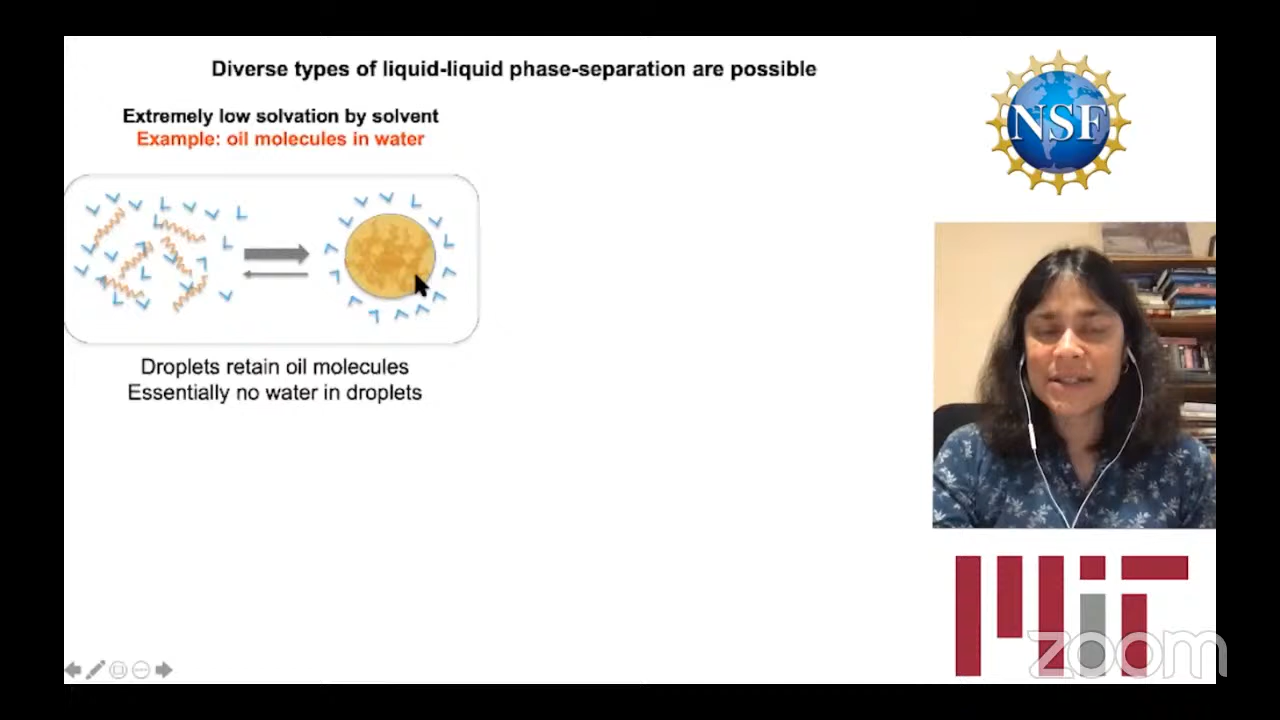 Diverse types of liquid-liquid phase-separation are possible
Extremely low solvation by solvent
Example: oil molecules in water
Droplets retain oil molecules
Essentially no water in droplets
NSF
MIT
zoom